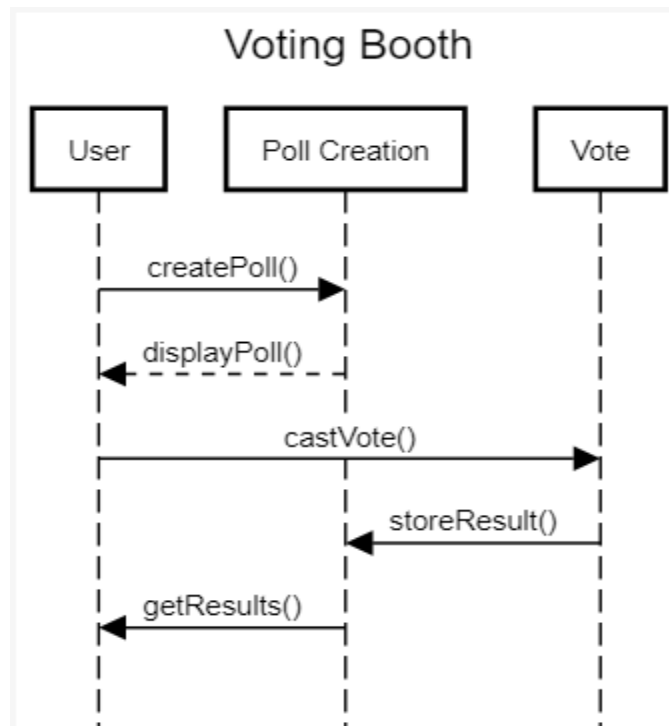 Voting Booth
User
Poll Creation
Vote
createPoll()
displayPoll()
castVote()
storeResult()
getResults()